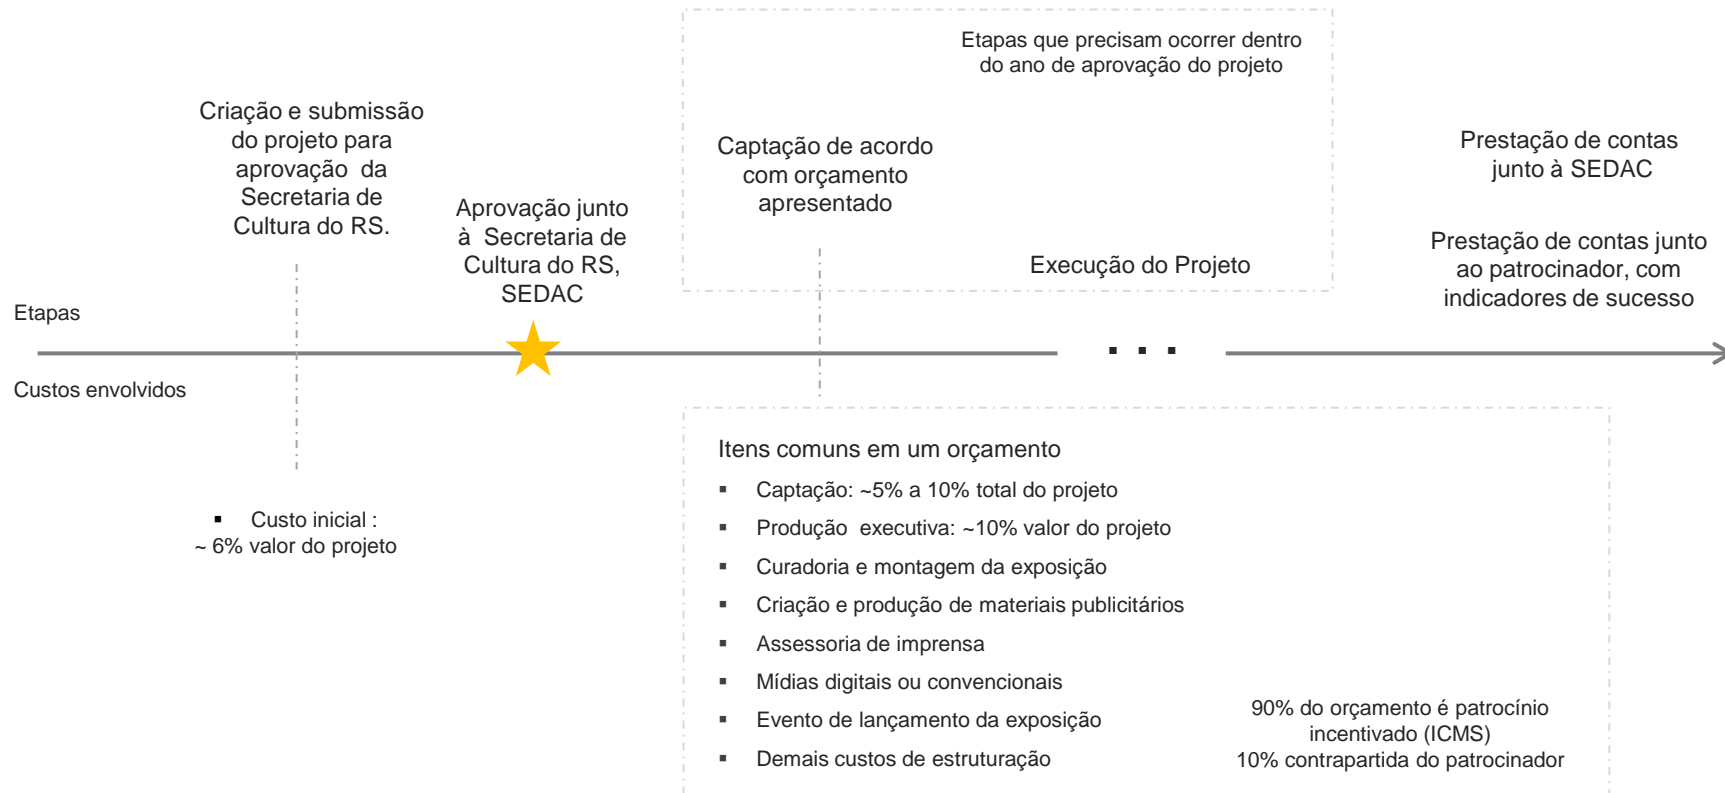 Etapas que precisam ocorrer dentro
do ano de aprovação do projeto
Criação e submissão
do projeto para
aprovação da
Secretaria de
Cultura do RS.
Aprovação junto
à Secretaria de
Cultura do RS,
SEDAC
Captação de acordo
com orçamento
apresentado
Execução do Projeto
Prestação de contas
junto à SEDAC
Prestação de contas junto
ao patrocinador, com
indicadores de sucesso
Etapas
▪ ▪ ▪
Custos envolvidos
▪ Custo inicial :
~ 6% valor do projeto
Itens comuns em um orçamento
▪ Captação: ~5% a 10% total do projeto
▪ Produção executiva: ~10% valor do projeto
▪ Curadoria e montagem da exposição
▪ Criação e produção de materiais publicitários
▪ Assessoria de imprensa
▪ Mídias digitais ou convencionais
▪ Evento de lançamento da exposição
▪ Demais custos de estruturação
90% do orçamento é patrocínio
incentivado (ICMS)
10% contrapartida do patrocinador